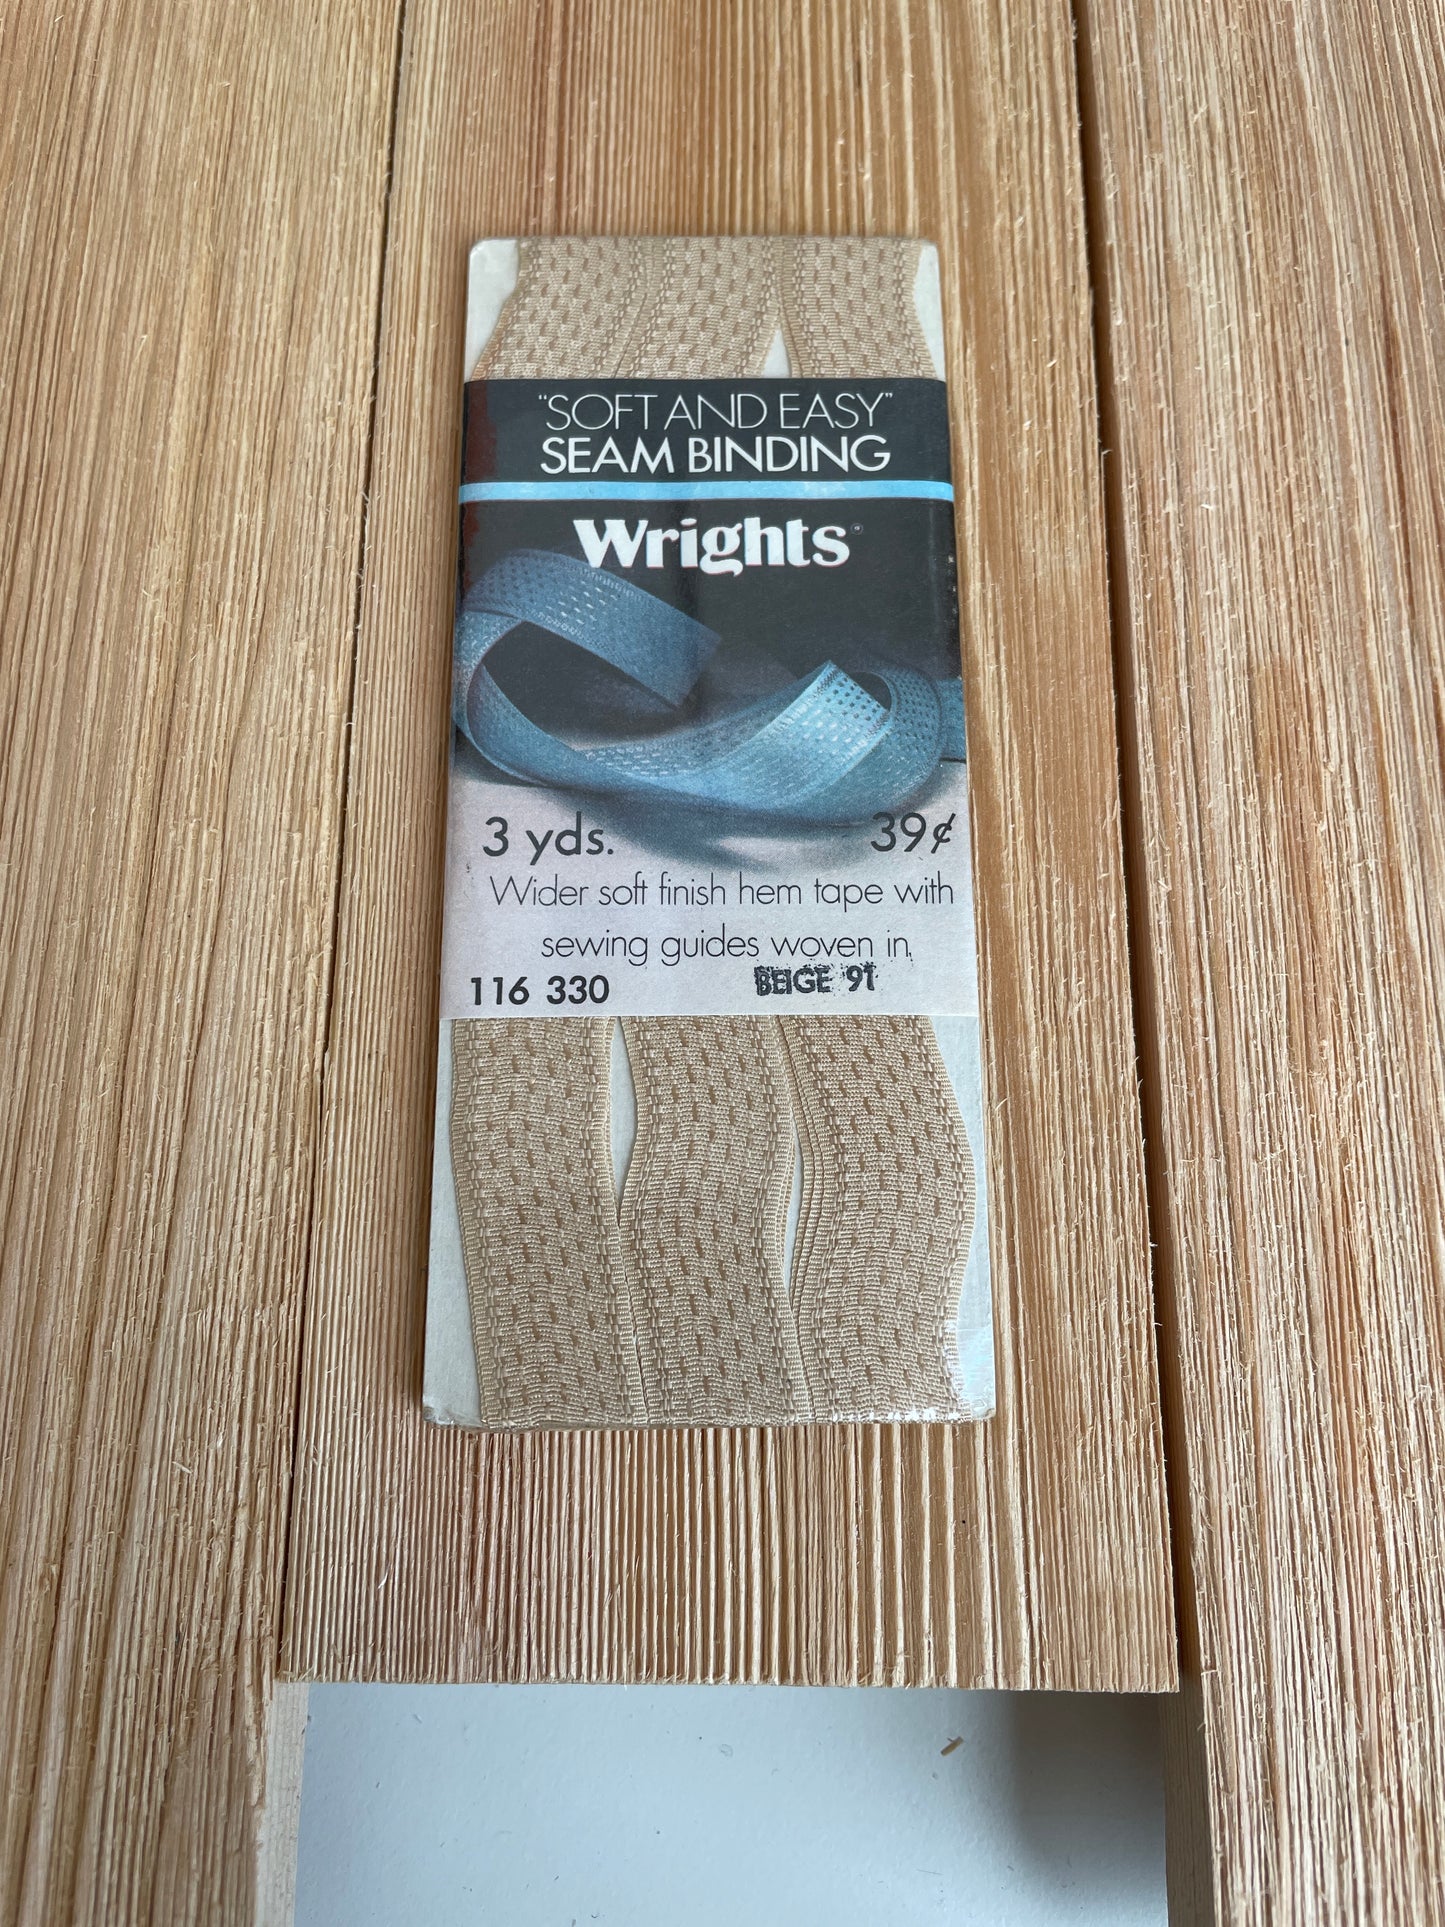 "SOFT AND EASY"
SEAM BINDING
Wrights®
3 yds. 39¢
Wider soft finish hem tape with
sewing guides woven in.
116 330 BEIGE 91